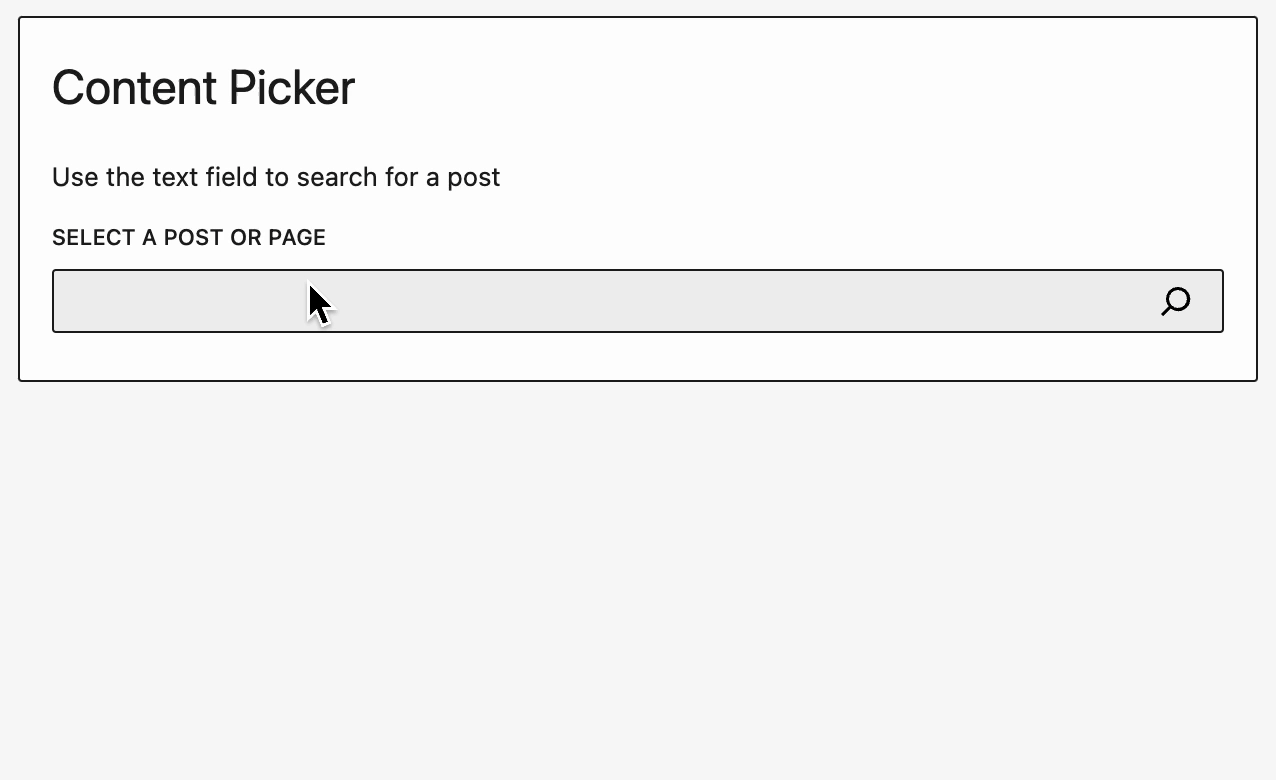 Content Picker
Use the text field to search for a post
SELECT A POST OR PAGE